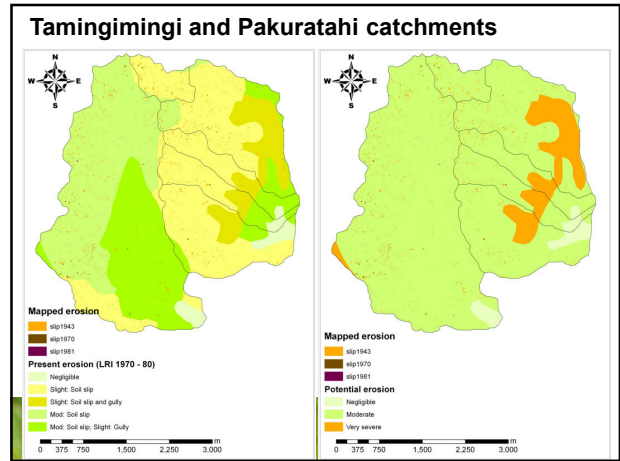 Tamingimingi and Pakuratahi catchments
N
W E
S
Mapped erosion
slip1943
slip1970
slip1981
Present erosion (LRI 1970 - 80)
Negligible
Slight: Soil slip
Slight: Soil slip and gully
Mod: Soil slip
Mod: Soil slip; Slight: Gully
0 375 750 1,500 2,250 3,000 m
N
W E
S
Mapped erosion
slip1943
slip1970
slip1981
Potential erosion
Negligible
Moderate
Very severe
0 375 750 1,500 2,250 3,000 m